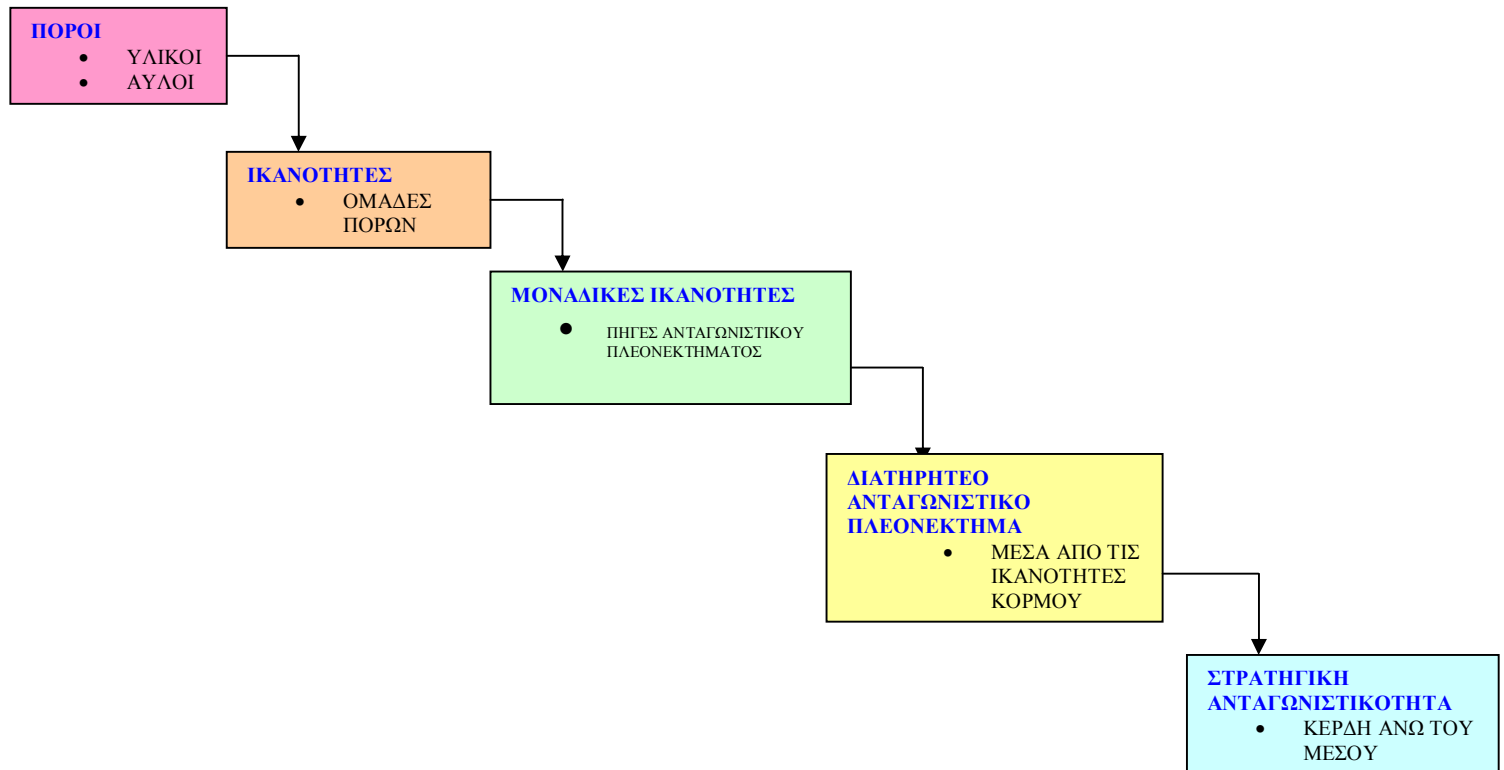 ΠΟΡΟΙ
• ΥΛΙΚΟΙ
• ΑΥΛΟΙ
ΙΚΑΝΟΤΗΤΕΣ
• ΟΜΑΔΕΣ
ΠΟΡΩΝ
ΜΟΝΑΔΙΚΕΣ ΙΚΑΝΟΤΗΤΕΣ
• ΠΗΓΕΣ ΑΝΤΑΓΩΝΙΣΤΙΚΟΥ
ΠΛΕΟΝΕΚΤΗΜΑΤΟΣ
ΔΙΑΤΗΡΗΤΕΟ
ΑΝΤΑΓΩΝΙΣΤΙΚΟ
ΠΛΕΟΝΕΚΤΗΜΑ
• ΜΕΣΑ ΑΠΟ ΤΙΣ
ΙΚΑΝΟΤΗΤΕΣ
ΚΟΡΜΟΥ
ΣΤΡΑΤΗΓΙΚΗ
ΑΝΤΑΓΩΝΙΣΤΙΚΟΤΗΤΑ
• ΚΕΡΔΗ ΑΝΩ ΤΟΥ
ΜΕΣΟΥ